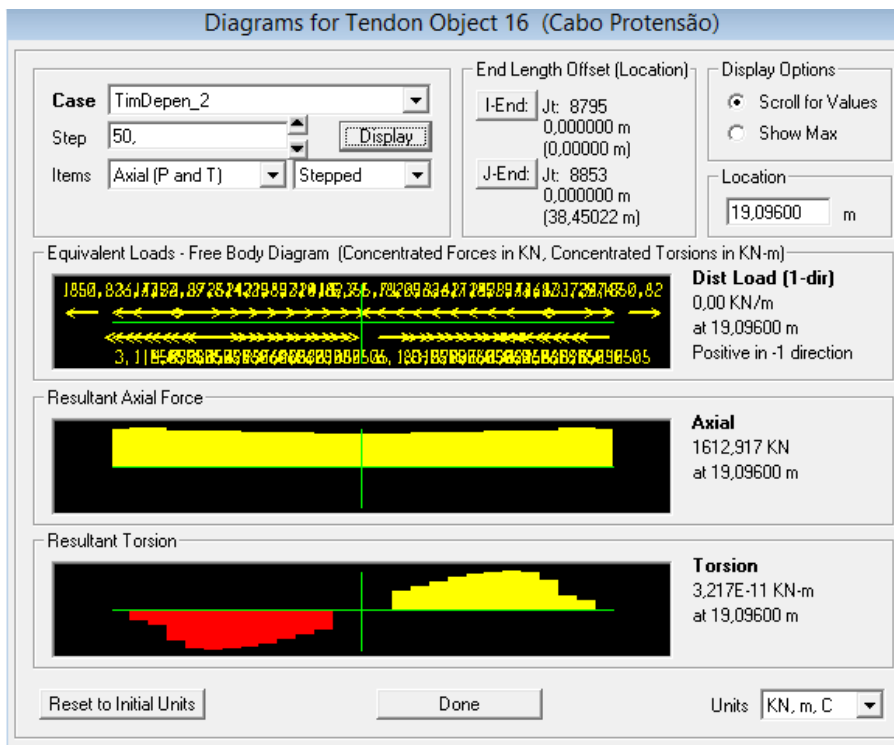 Diagrams for Tendon Object 16 (Cabo Protensão)
Case TimDepen_2
Step 50,
Display
Items Axial (P and T) Stepped
End Length Offset (Location)
I-End: Jt: 8795
0,000000 m
(0,00000 m)
J-End: Jt: 8853
0,000000 m
(38,45022 m)
Display Options
Scroll for Values
Show Max
Location
19,09600 m
Equivalent Loads - Free Body Diagram (Concentrated Forces in KN, Concentrated Torsions in KN-m)
Dist Load (1-dir)
0,00 KN/m
at 19,09600 m
Positive in -1 direction
Resultant Axial Force
Axial
1612,917 KN
at 19,09600 m
Resultant Torsion
Torsion
3,217E-11 KN-m
at 19,09600 m
Reset to Initial Units
Done
Units KN, m, C